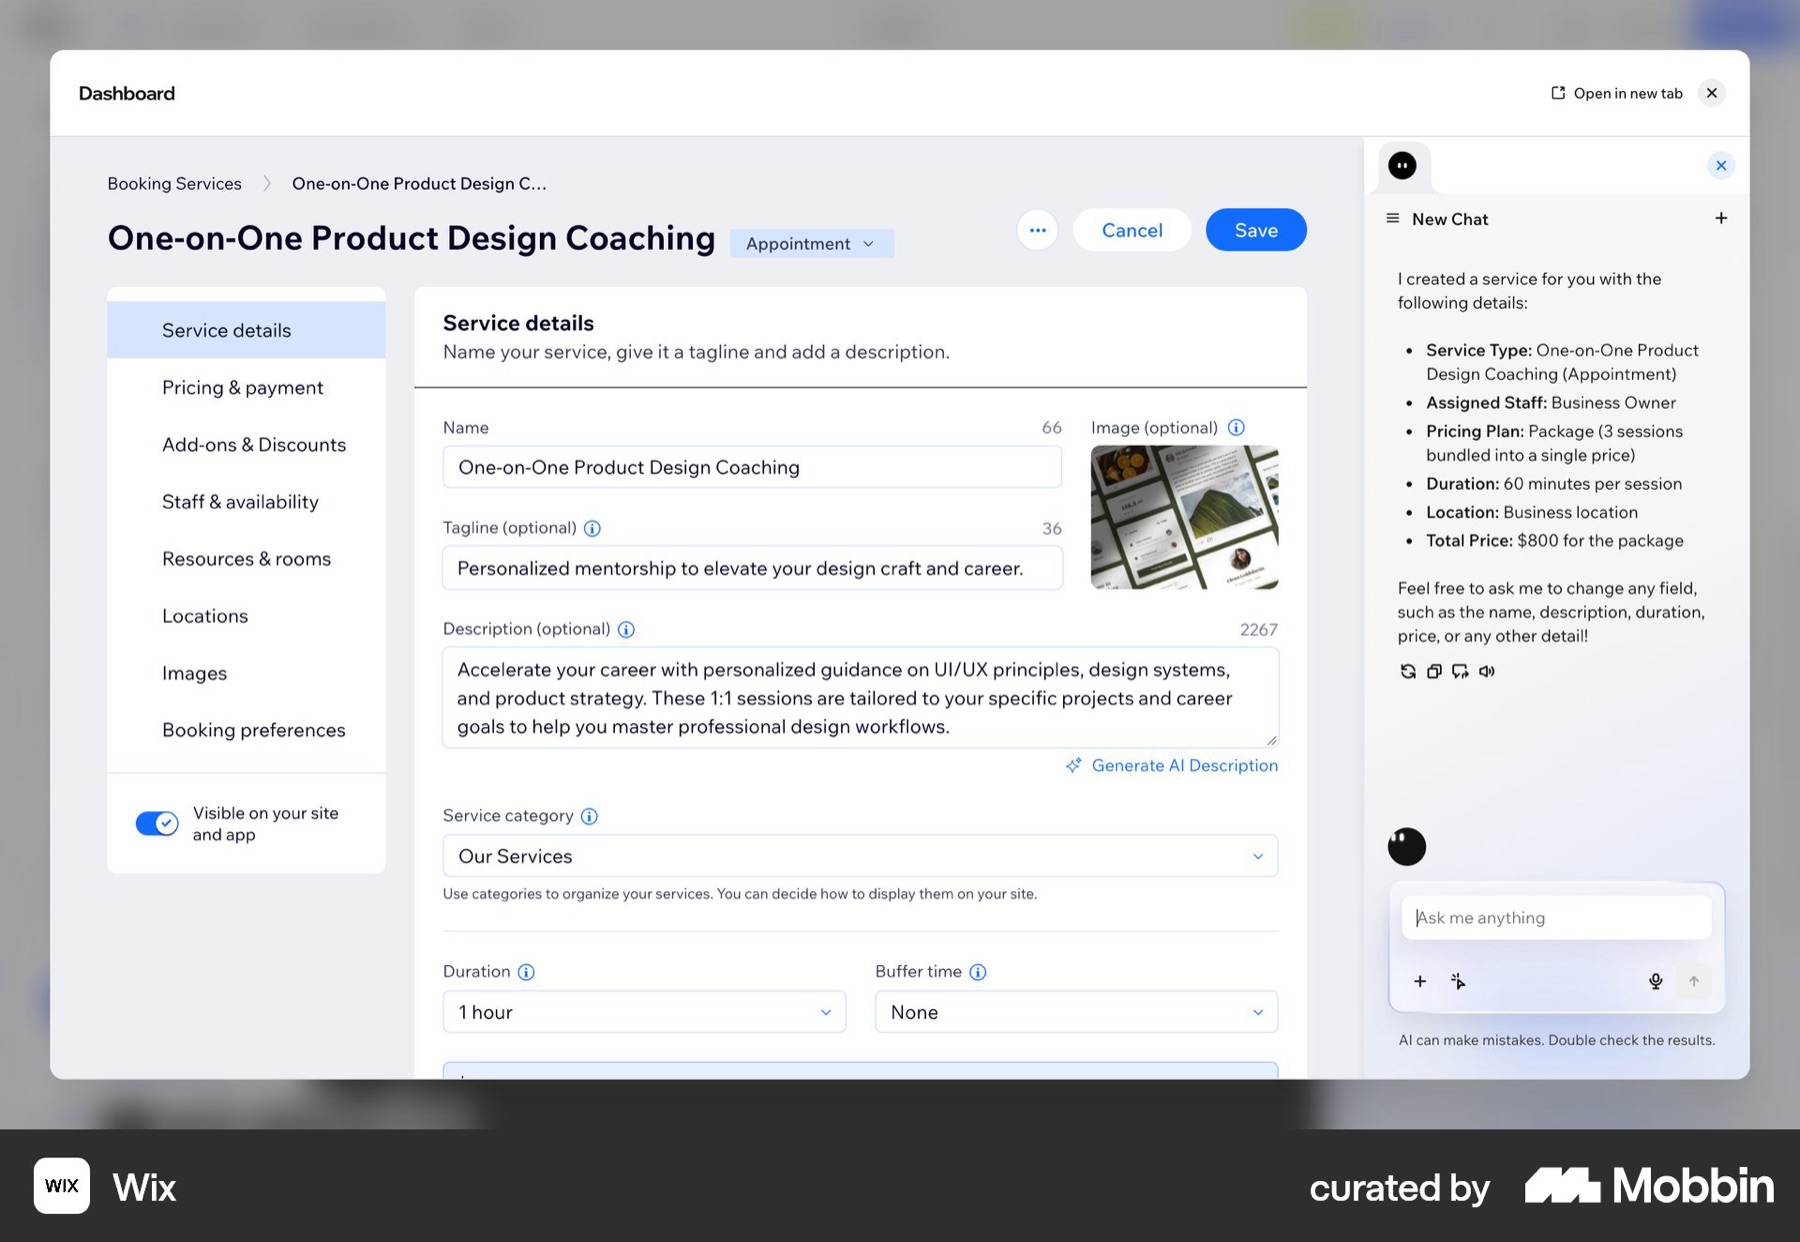 Dashboard
Open in new tab
Booking Services
One-on-One Product Design C...
One-on-One Product Design Coaching
Appointment
Cancel
Save
Service details
Pricing & payment
Add-ons & Discounts
Staff & availability
Resources & rooms
Locations
Images
Booking preferences
Visible on your site
and app
Service details
Name your service, give it a tagline and add a description.
Name
66
One-on-One Product Design Coaching
Image (optional)
Tagline (optional)
36
Personalized mentorship to elevate your design craft and career.
Description (optional)
2267
Accelerate your career with personalized guidance on UI/UX principles, design systems,
and product strategy. These 1:1 sessions are tailored to your specific projects and career
goals to help you master professional design workflows.
Generate AI Description
Service category
Our Services
Use categories to organize your services. You can decide how to display them on your site.
Duration
Buffer time
1 hour
None
New Chat
I created a service for you with the
following details:
• Service Type: One-on-One Product
Design Coaching (Appointment)
• Assigned Staff: Business Owner
• Pricing Plan: Package (3 sessions
bundled into a single price)
• Duration: 60 minutes per session
• Location: Business location
• Total Price: $800 for the package
Feel free to ask me to change any field,
such as the name, description, duration,
price, or any other detail!
Ask me anything
AI can make mistakes. Double check the results.
WIX
Wix
curated by
Mobbin